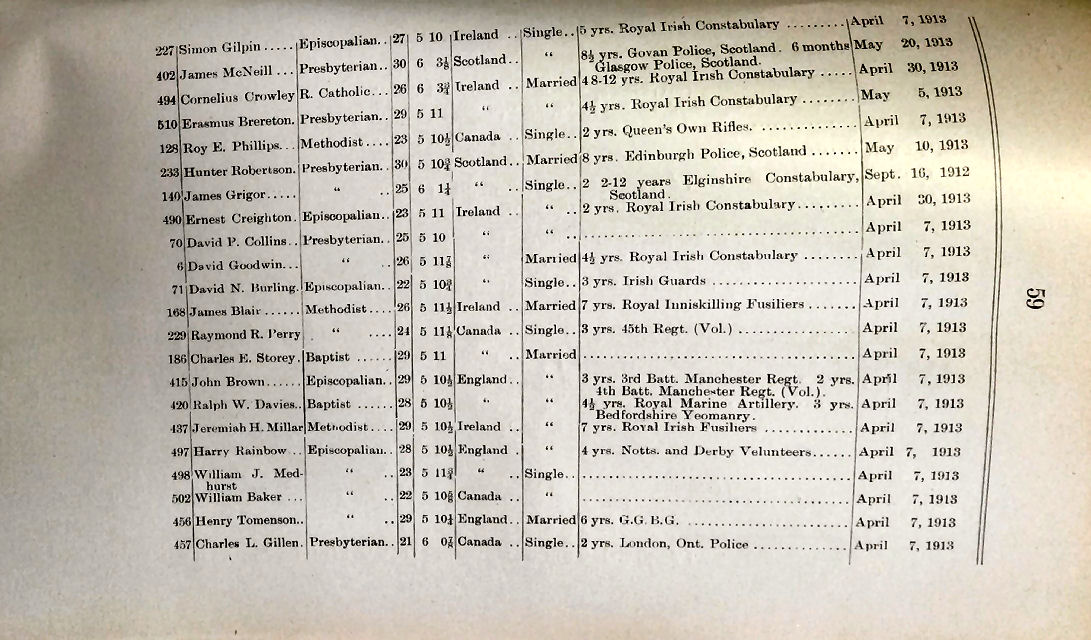 227 Simon Gilpin ..... Episcopalian.. 27 5 10 Ireland .. Single.. 5 yrs. Royal Irish Constabulary ........ April 7, 1913
402 James McNeill ... Presbyterian.. 30 6 3½ Scotland.. “ 8½ yrs. Govan Police, Scotland. 6 months May 20, 1913
Glasgow Police, Scotland.
494 Cornelius Crowley R. Catholic... 26 6 3¾ Ireland .. Married 4 8-12 yrs. Royal Irish Constabulary ..... April 30, 1913
510 Erasmus Brereton. Presbyterian.. 29 5 11 “ “ 4½ yrs. Royal Irish Constabulary ........ May 5, 1913
128 Roy E. Phillips... Methodist.... 23 5 10½ Canada .. Single.. 2 yrs. Queen's Own Rifles. ............. April 7, 1913
233 Hunter Robertson. Presbyterian. 30 5 10¾ Scotland.. Married 8 yrs. Edinburgh Police, Scotland ....... May 10, 1913
140 James Grigor..... “ .. 25 6 1¼ “ Single.. 2 2-12 years Elginshire Constabulary, Sept. 16, 1912
Scotland.
490 Ernest Creighton. Episcopalian.. 23 5 11 Ireland .. “ .. 2 yrs. Royal Irish Constabulary........ April 30, 1913
70 David P. Collins.. Presbyterian.. 25 5 10 “ “ .. ........................................ April 7, 1913
6 David Goodwin... “ .. 26 5 11⅞ “ Married 4½ yrs. Royal Irish Constabulary ....... April 7, 1913
71 David N. Burling. Episcopalian.. 22 5 10¾ “ Single.. 3 yrs. Irish Guards ..................... April 7, 1913
168 James Blair ...... Methodist.... 26 5 11½ Ireland .. Married 7 yrs. Royal Inniskilling Fusiliers ....... April 7, 1913
229 Raymond R. Perry “ .... 24 5 11⅛ Canada .. Single.. 3 yrs. 45th Regt. (Vol.) ................. April 7, 1913
186 Charles E. Storey. Baptist ...... 29 5 11 “ .. Married ........................................ April 7, 1913
415 John Brown...... Episcopalian.. 29 5 10½ England.. “ 3 yrs. 3rd Batt. Manchester Regt. 2 yrs. April 7, 1913
4th Batt. Manchester Regt. (Vol.).
420 Ralph W. Davies.. Baptist ...... 28 5 10½ “ . “ 4½ yrs. Royal Marine Artillery. 3 yrs. April 7, 1913
Bedfordshire Yeomanry.
437 Jeremiah H. Millar Methodist.... 29 5 10½ Ireland .. “ 7 yrs. Royal Irish Fusiliers ............ April 7, 1913
497 Harry Rainbow ... Episcopalian.. 28 5 10½ England . “ 4 yrs. Notts. and Derby Velunteers...... April 7, 1913
498 William J. Med- “ .. 23 5 11¾ “ .. Single... ........................................ April 7, 1913
hurst
502 William Baker ... “ .. 22 5 10⅝ Canada .. “ ........................................ April 7, 1913
456 Henry Tomenson.. “ .. 29 5 10¼ England.. Married 6 yrs. G.G.B.G. ........................ April 7, 1913
457 Charles L. Gillen. Presbyterian.. 21 6 0⅞ Canada .. Single.. 2 yrs. London, Ont. Police .............. April 7, 1913
59